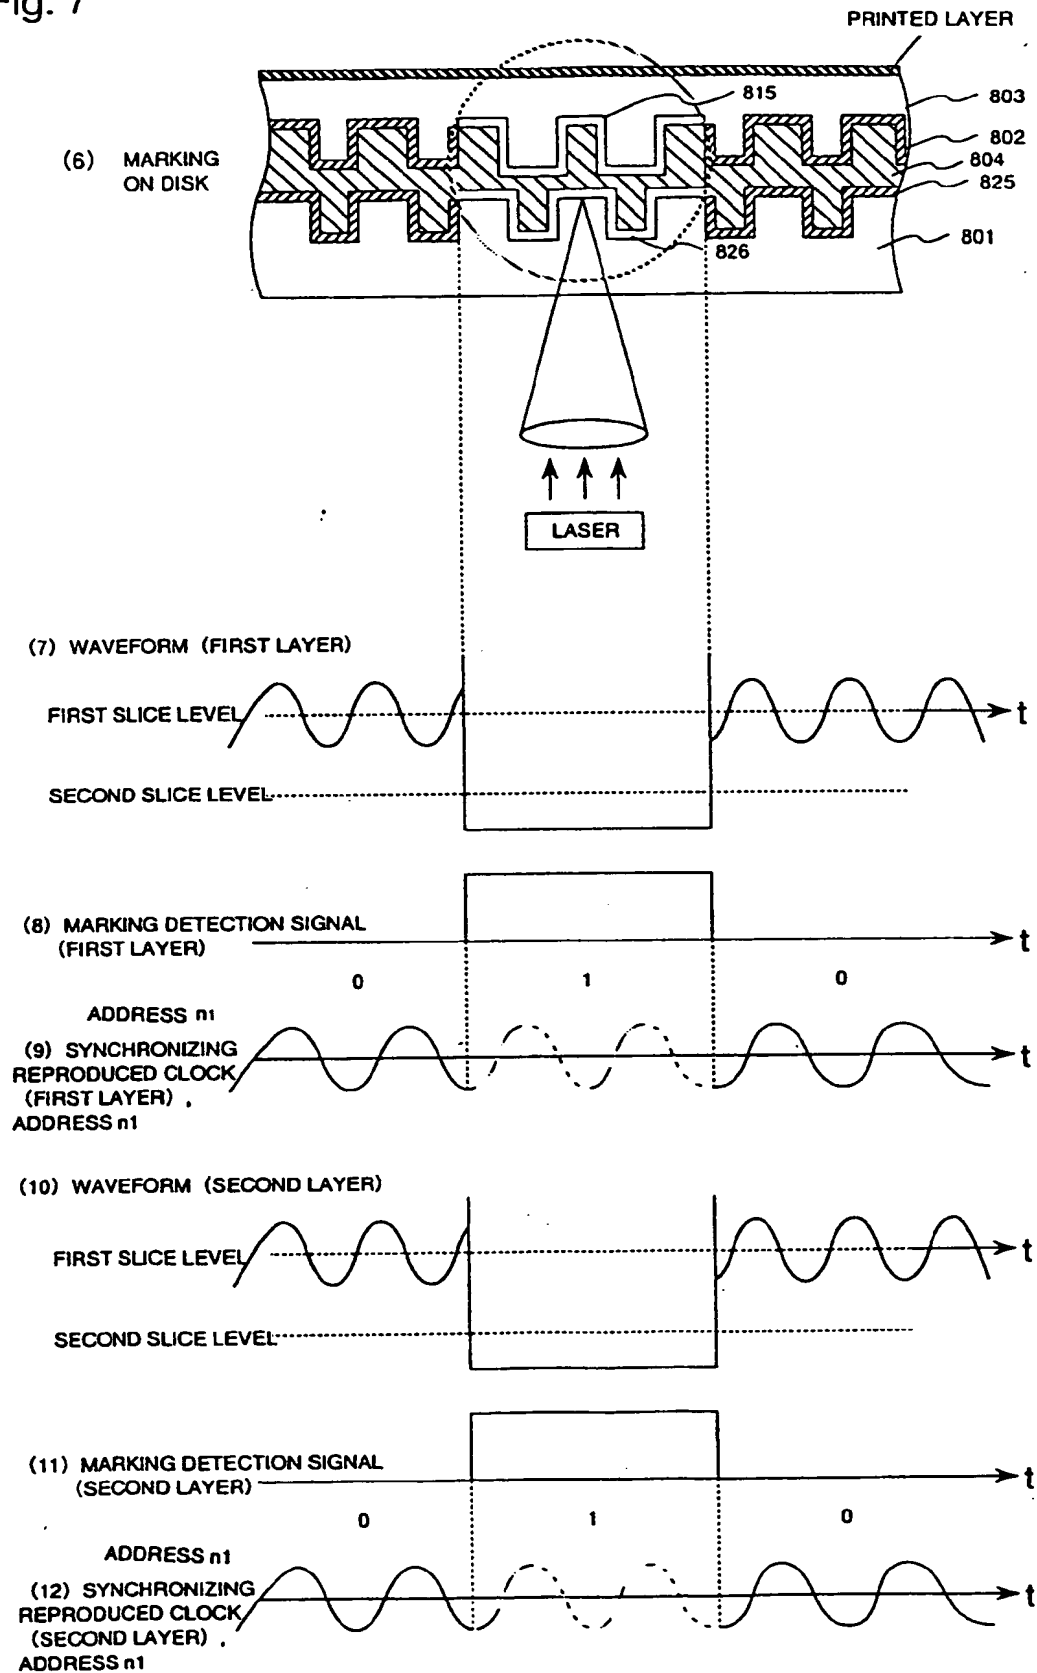 Fig. 7
PRINTED LAYER
815
803
802
804
825
801
826
(6) MARKING
ON DISK
LASER
(7) WAVEFORM (FIRST LAYER)
FIRST SLICE LEVEL
t
SECOND SLICE LEVEL
(8) MARKING DETECTION SIGNAL
(FIRST LAYER)
t
0 1 0
ADDRESS n1
(9) SYNCHRONIZING
REPRODUCED CLOCK
(FIRST LAYER),
ADDRESS n1
t
(10) WAVEFORM (SECOND LAYER)
FIRST SLICE LEVEL
t
SECOND SLICE LEVEL
(11) MARKING DETECTION SIGNAL
(SECOND LAYER)
t
0 1 0
ADDRESS n1
(12) SYNCHRONIZING
REPRODUCED CLOCK
(SECOND LAYER),
ADDRESS n1
t